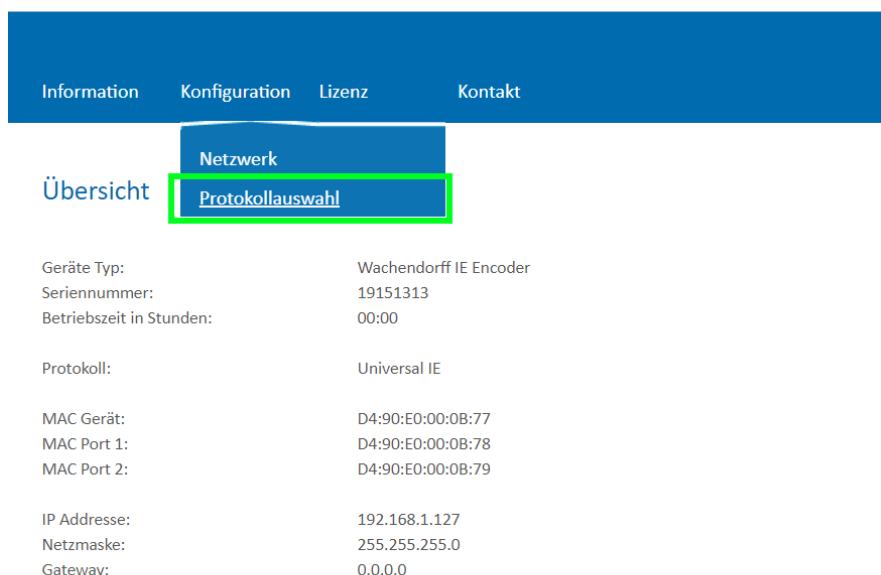 Information Konfiguration Lizenz Kontakt
Netzwerk
Protokollauswahl
Übersicht
Geräte Typ: Wachendorff IE Encoder
Seriennummer: 19151313
Betriebszeit in Stunden: 00:00
Protokoll: Universal IE
MAC Gerät: D4:90:E0:00:0B:77
MAC Port 1: D4:90:E0:00:0B:78
MAC Port 2: D4:90:E0:00:0B:79
IP Addresse: 192.168.1.127
Netzmaske: 255.255.255.0
Gateway: 0.0.0.0